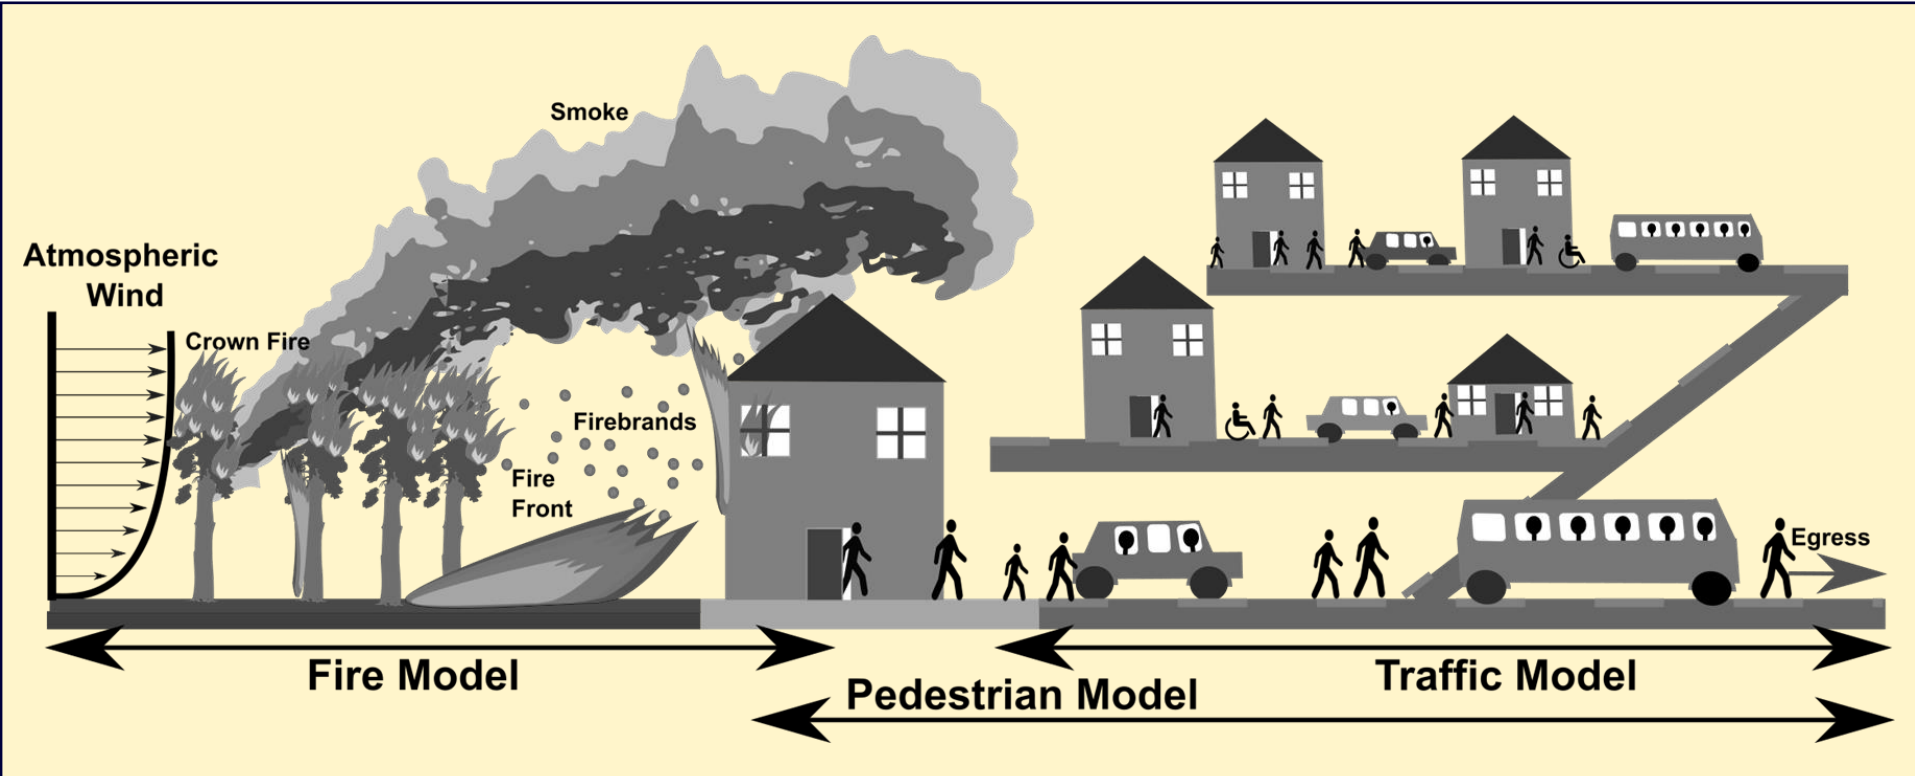 Smoke
Atmospheric
Wind
Crown Fire
Firebrands
Fire
Front
Egress
Fire Model
Pedestrian Model
Traffic Model